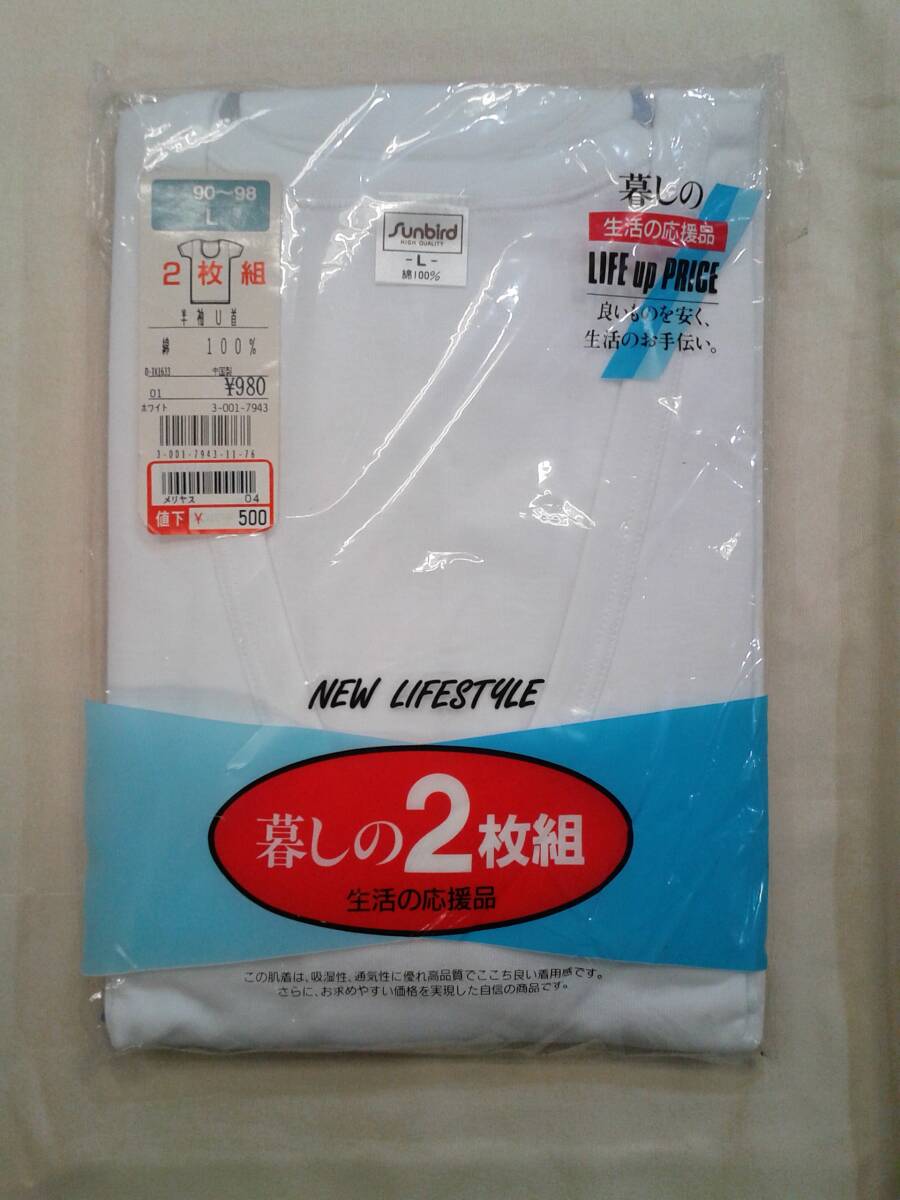 90〜98
L
2枚組
半袖U首
綿 100%
中国製
¥980
01
ホワイト 3-001-7943
3-001-7943-11-76
メリヤス 04
値下 ¥ 500
Sunbird
HIGH QUALITY
-L-
綿100%
暮しの
生活の応援品
LIFE up PRICE
良いものを安く、
生活のお手伝い。
NEW LIFESTYLE
暮しの2枚組
生活の応援品
この肌着は、吸湿性、通気性に優れ高品質でここち良い着用感です。
さらに、お求めやすい価格を実現した自信の商品です。